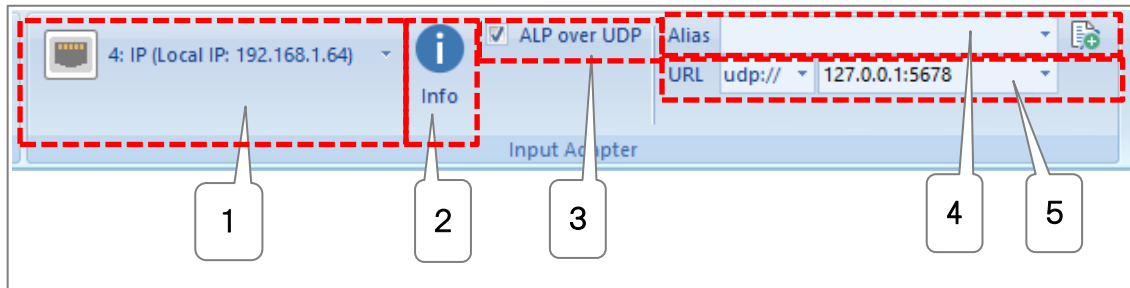 4: IP (Local IP: 192.168.1.64)
Info
ALP over UDP
Alias
URL udp:// 127.0.0.1:5678
Input Adapter
1
2
3
4
5